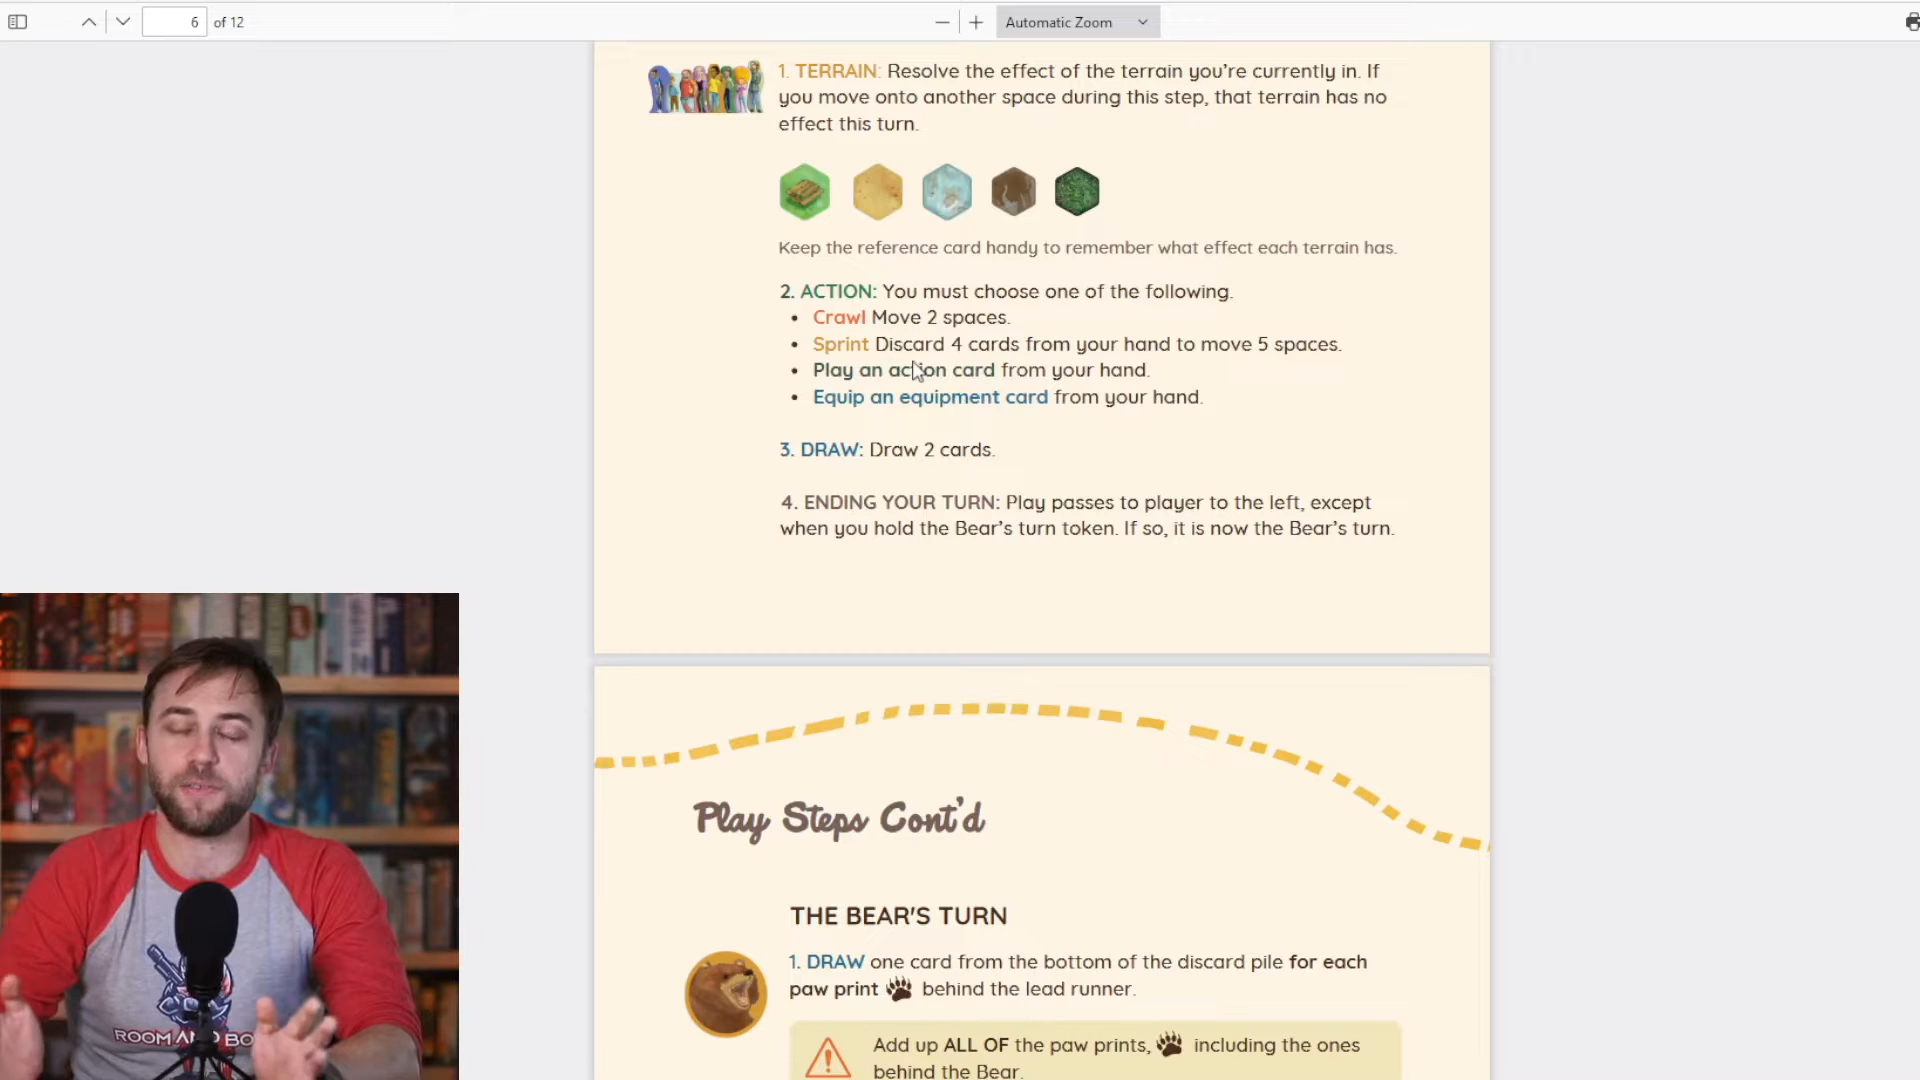 6 of 12
Automatic Zoom
1. TERRAIN: Resolve the effect of the terrain you're currently in. If
you move onto another space during this step, that terrain has no
effect this turn.
Keep the reference card handy to remember what effect each terrain has.
2. ACTION: You must choose one of the following.
• Crawl Move 2 spaces.
• Sprint Discard 4 cards from your hand to move 5 spaces.
• Play an action card from your hand.
• Equip an equipment card from your hand.
3. DRAW: Draw 2 cards.
4. ENDING YOUR TURN: Play passes to player to the left, except
when you hold the Bear's turn token. If so, it is now the Bear's turn.
Play Steps Cont'd
THE BEAR'S TURN
1. DRAW one card from the bottom of the discard pile for each
paw print behind the lead runner.
Add up ALL OF the paw prints, including the ones
behind the Bear.
ROOM AND BO